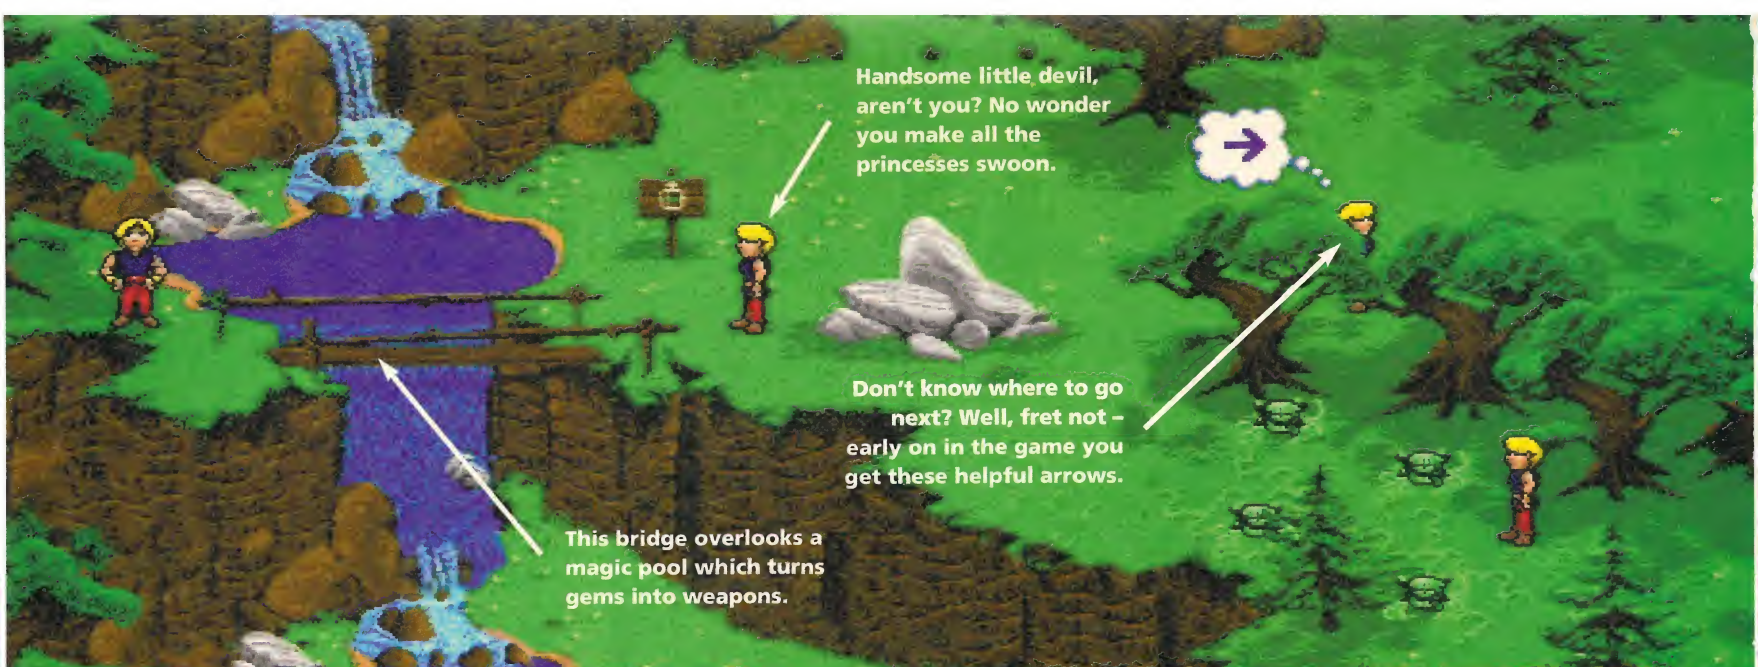 Handsome little devil,
aren't you? No wonder
you make all the
princesses swoon.
Don't know where to go
next? Well, fret not –
early on in the game you
get these helpful arrows.
This bridge overlooks a
magic pool which turns
gems into weapons.